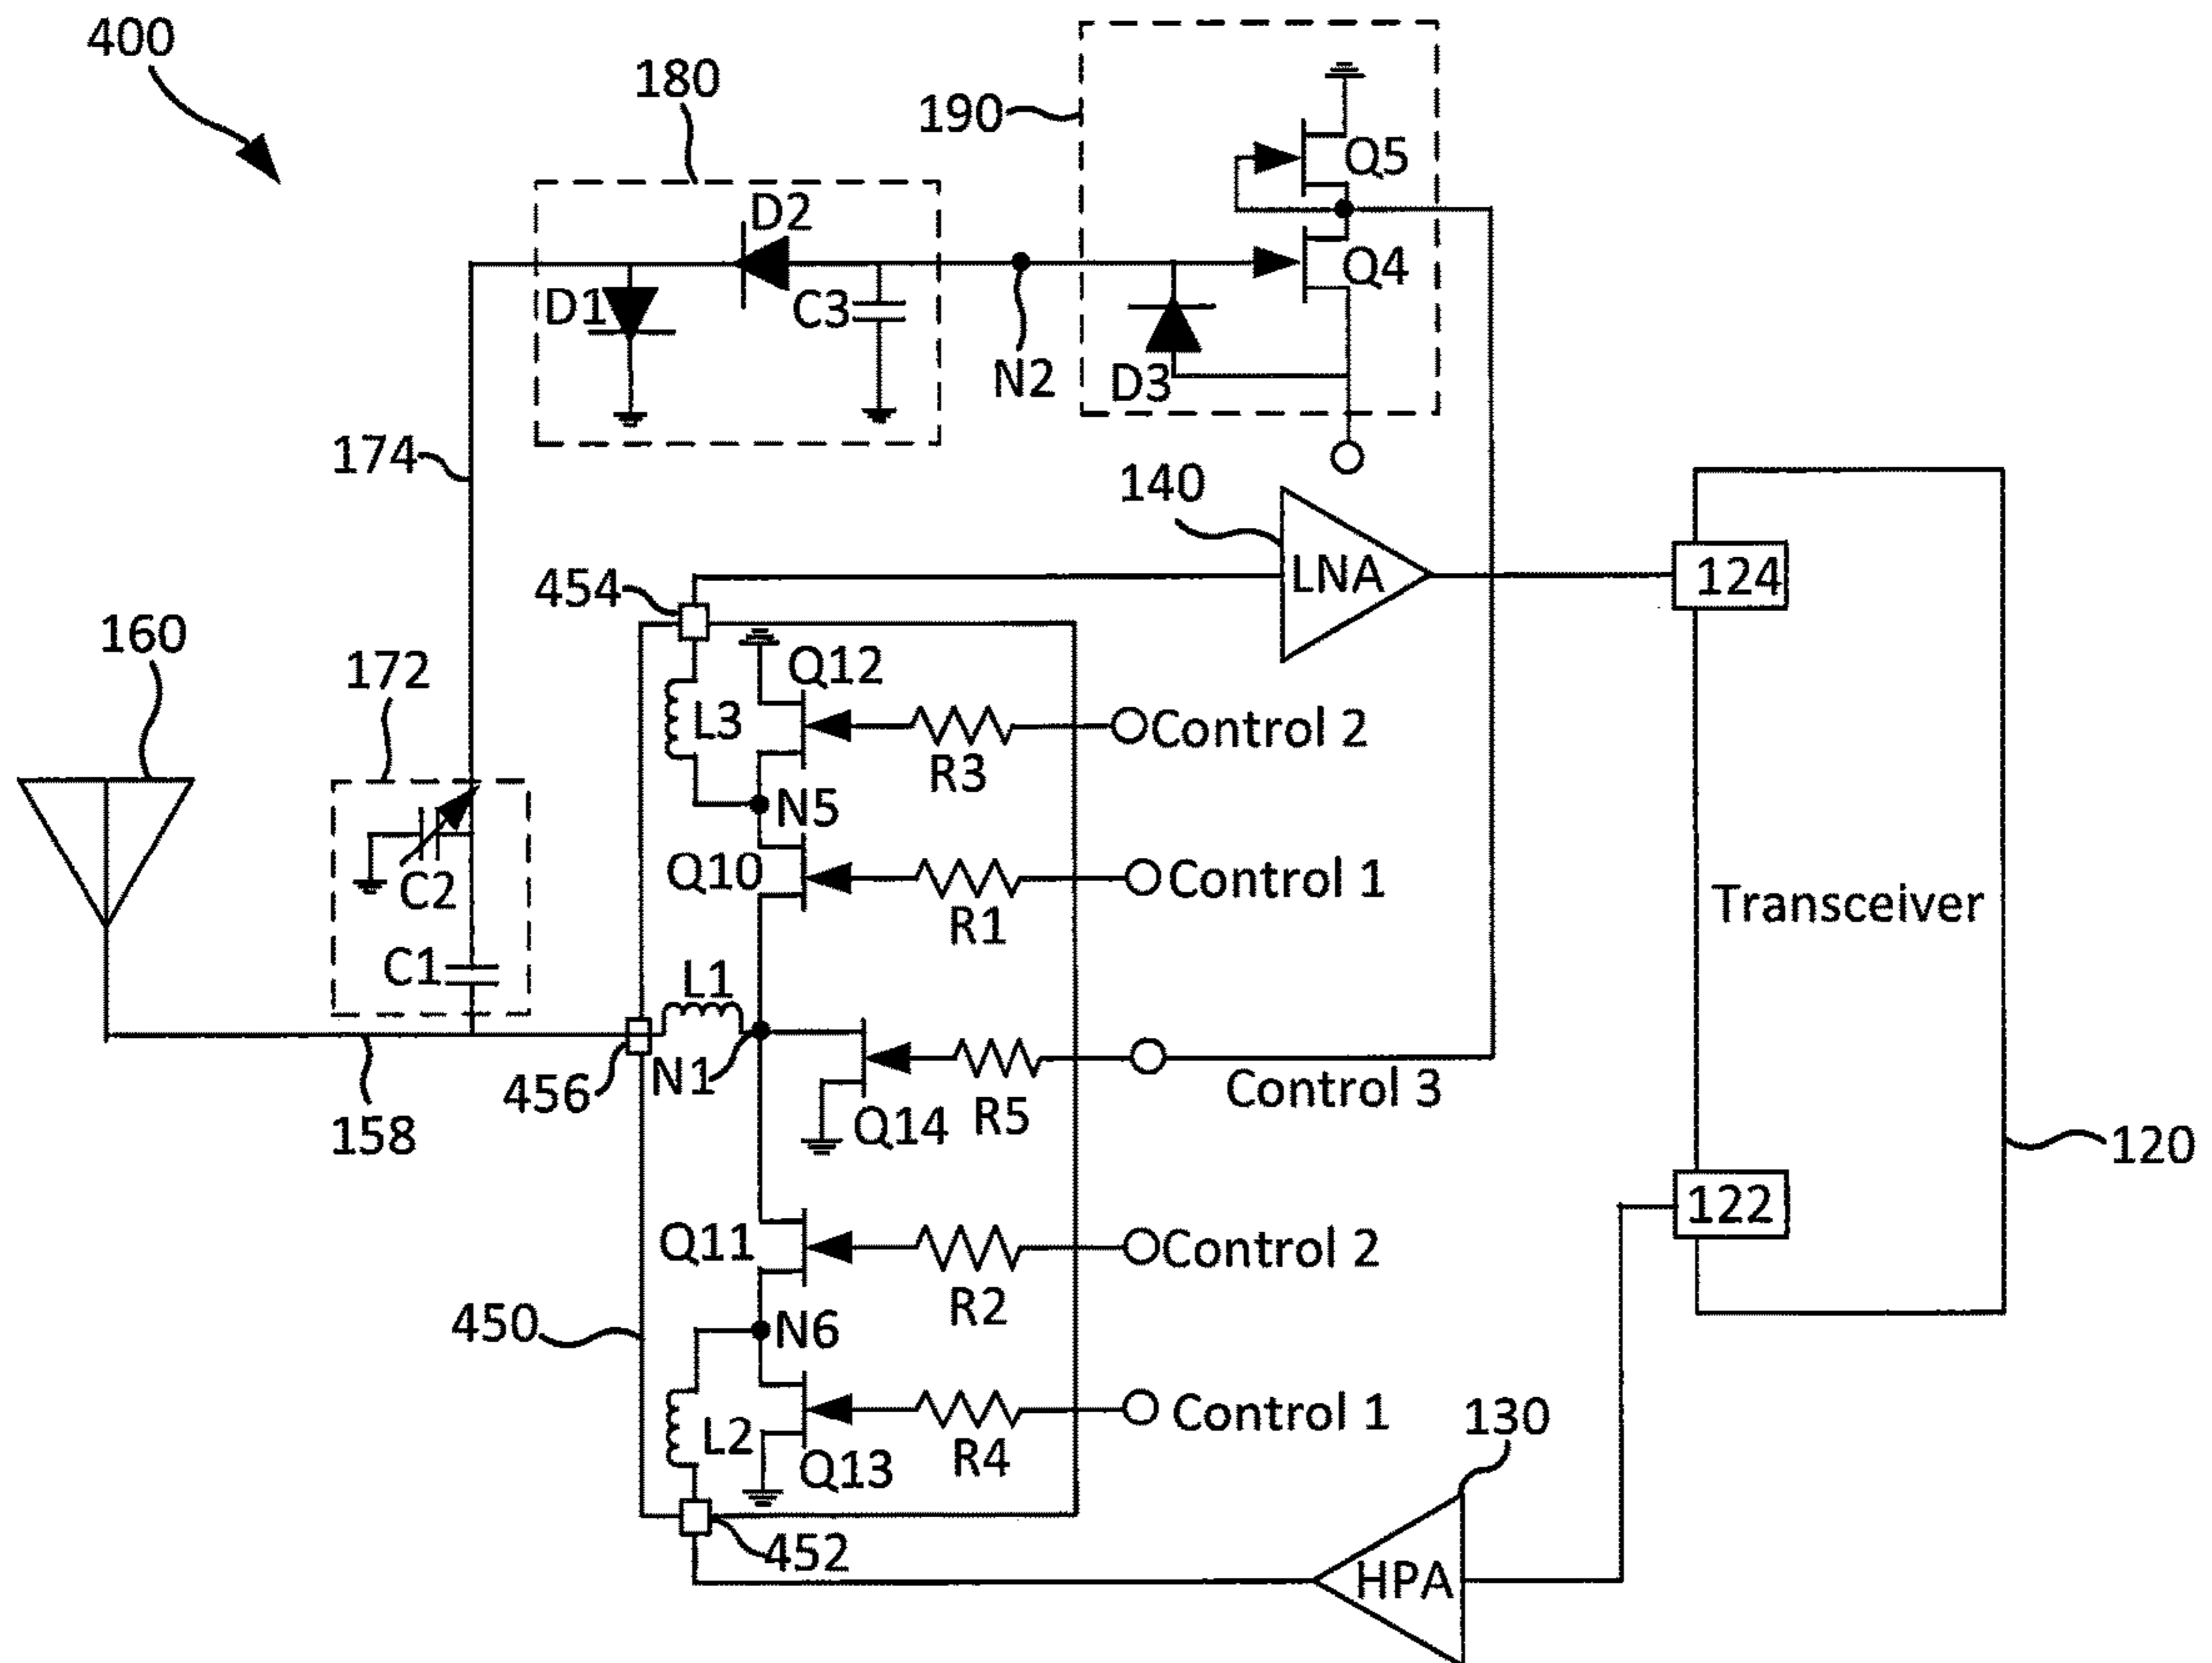 400
180
190
Q5
D2
Q4
D1
C3
N2
D3
174
140
LNA
124
454
160
172
Q12
L3
Control 2
R3
N5
Q10
Control 1
C2
R1
Transceiver
C1
L1
N1
456
Control 3
158
Q14
R5
120
122
Q11
Control 2
R2
450
N6
Control 1
130
L2
R4
Q13
452
HPA